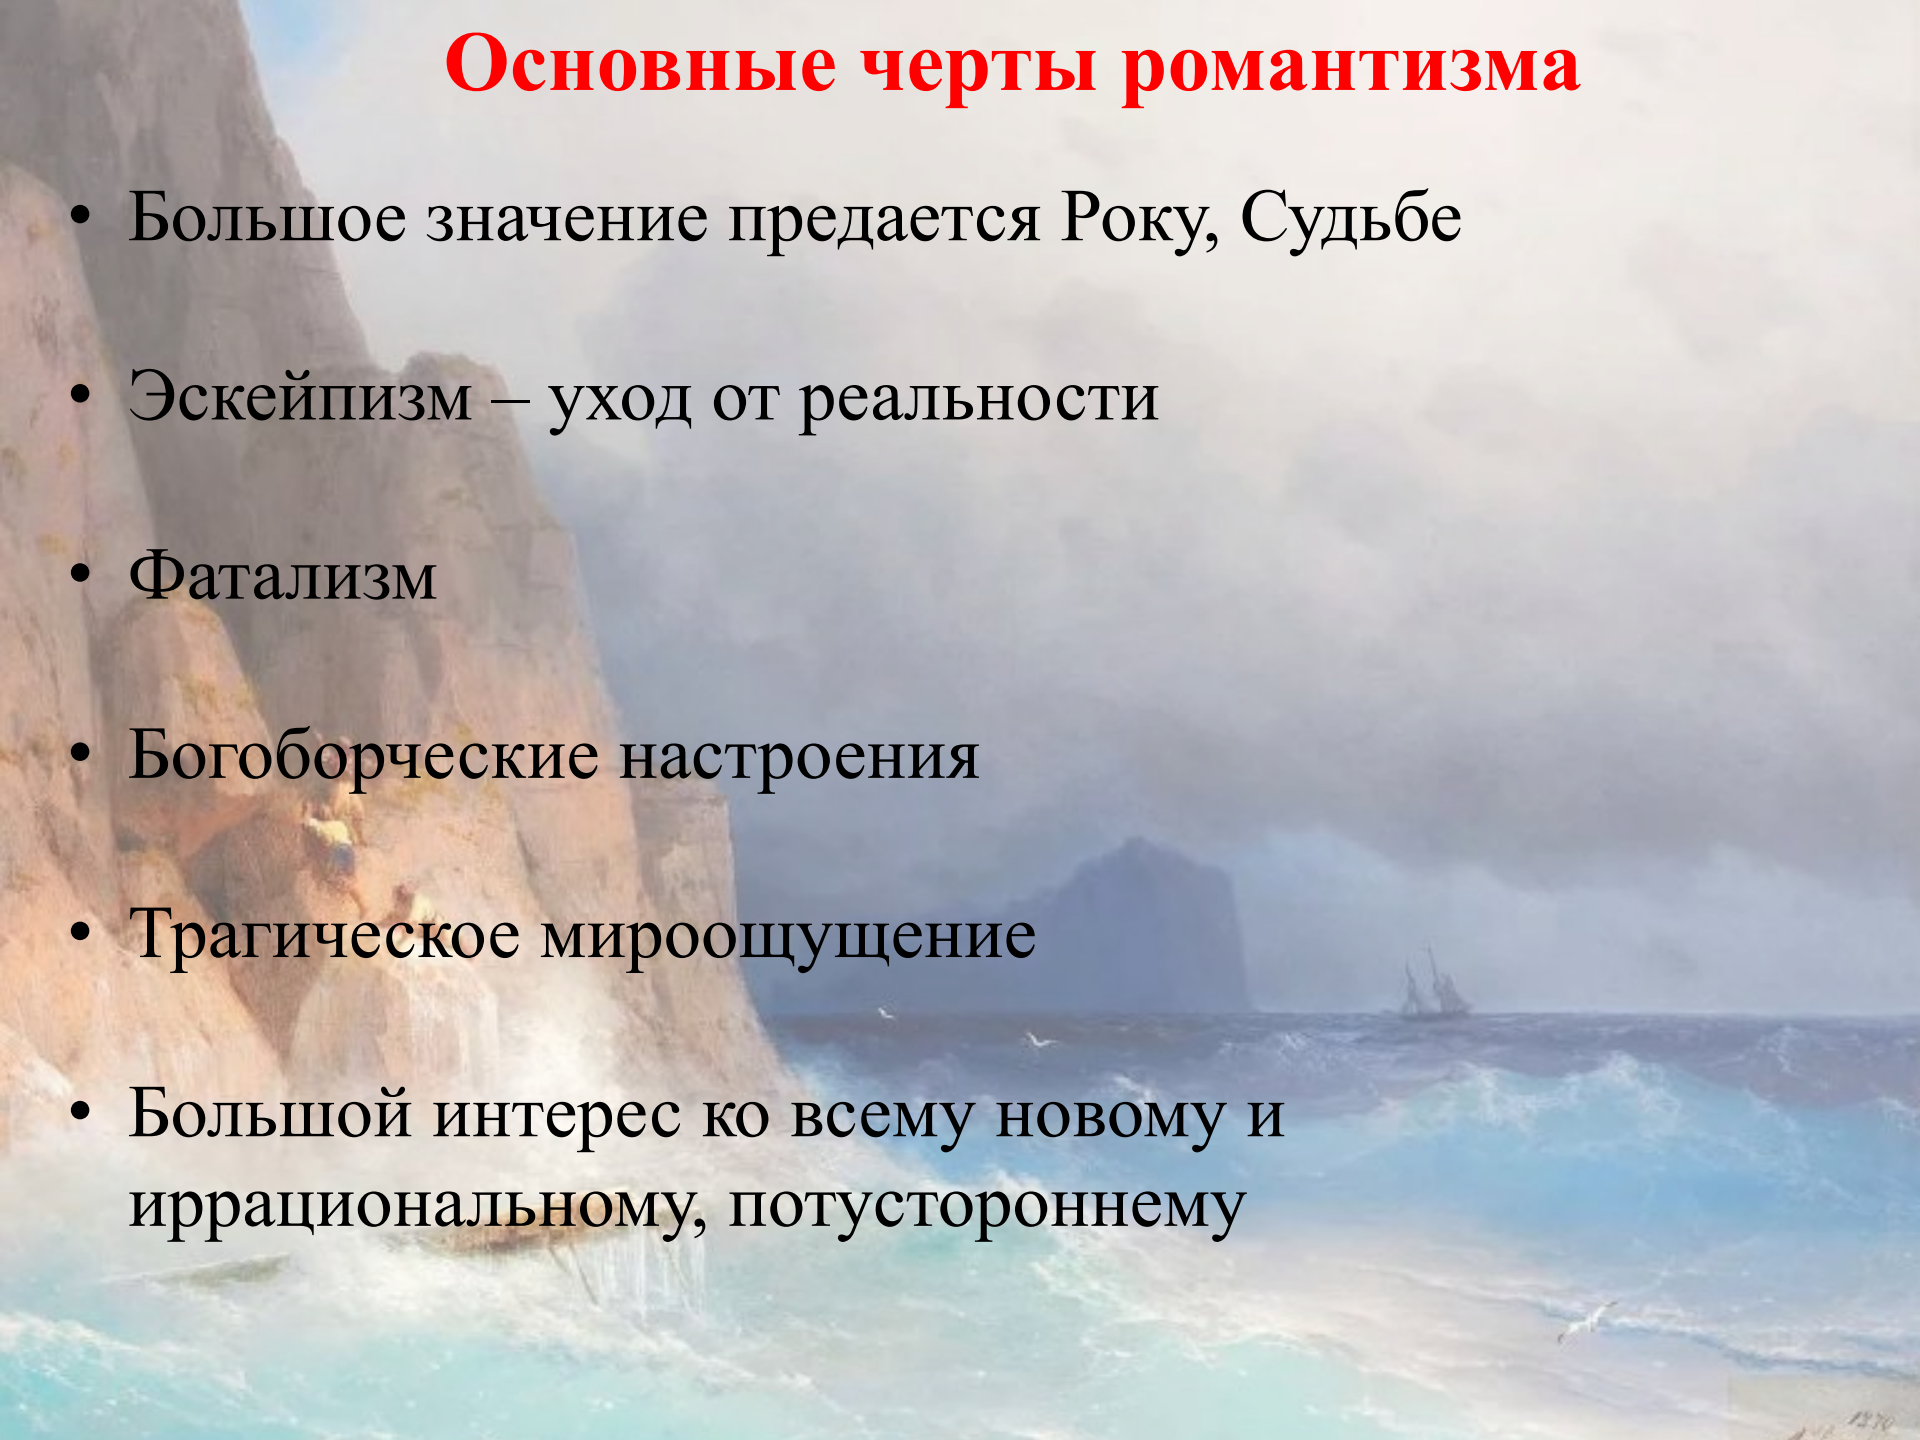 Основные черты романтизма
• Большое значение предается Року, Судьбе
• Эскейпизм – уход от реальности
• Фатализм
• Богоборческие настроения
• Трагическое мироощущение
• Большой интерес ко всему новому и
иррациональному, потустороннему